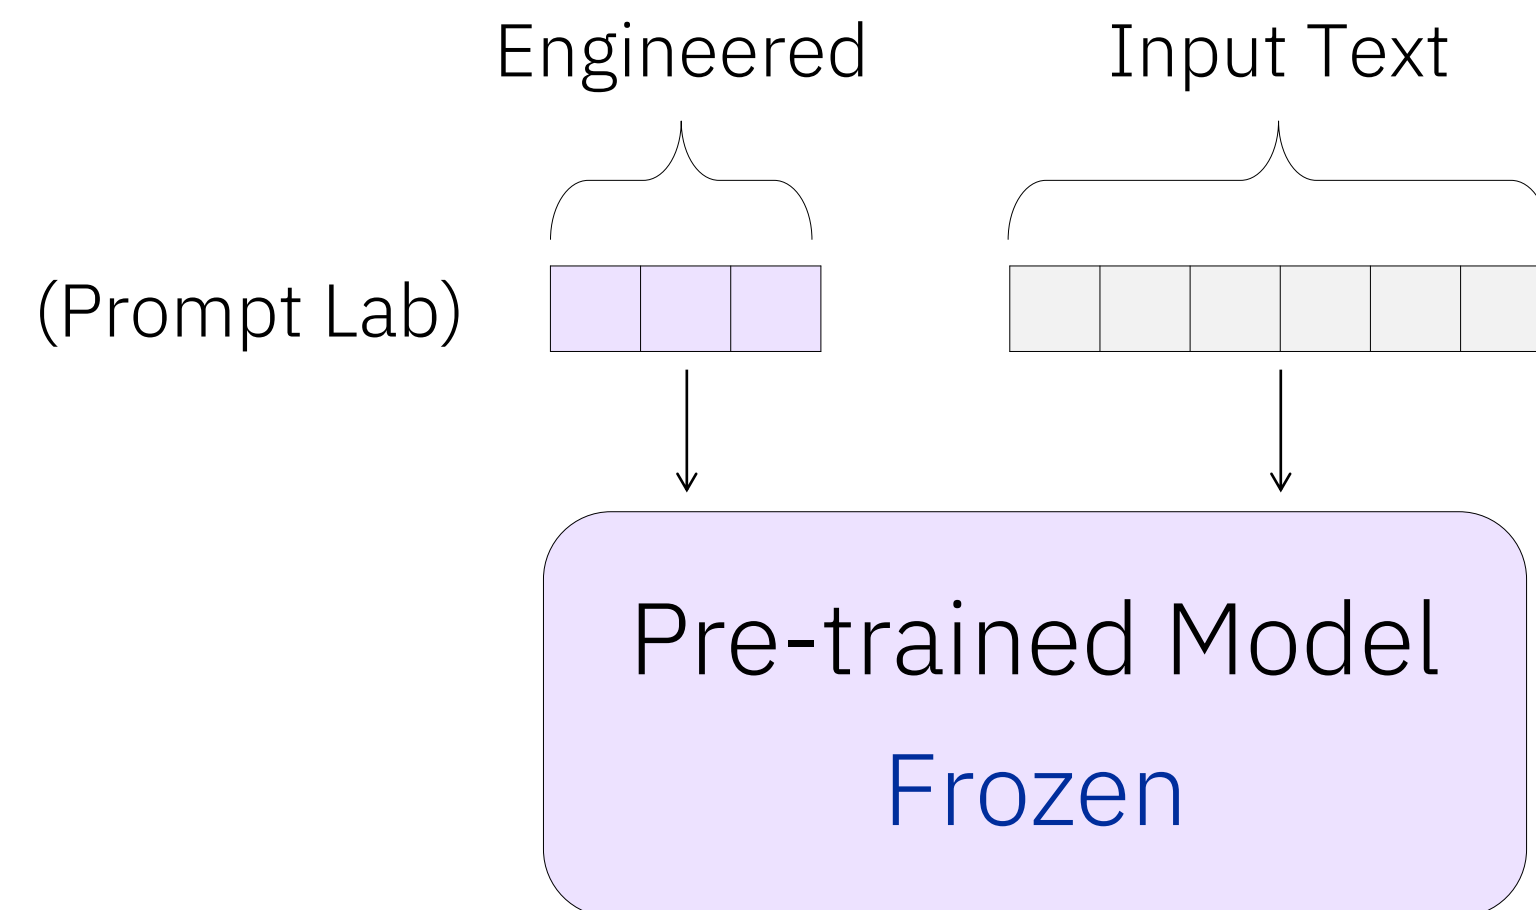 Engineered
Input Text
(Prompt Lab)
Pre-trained Model
Frozen